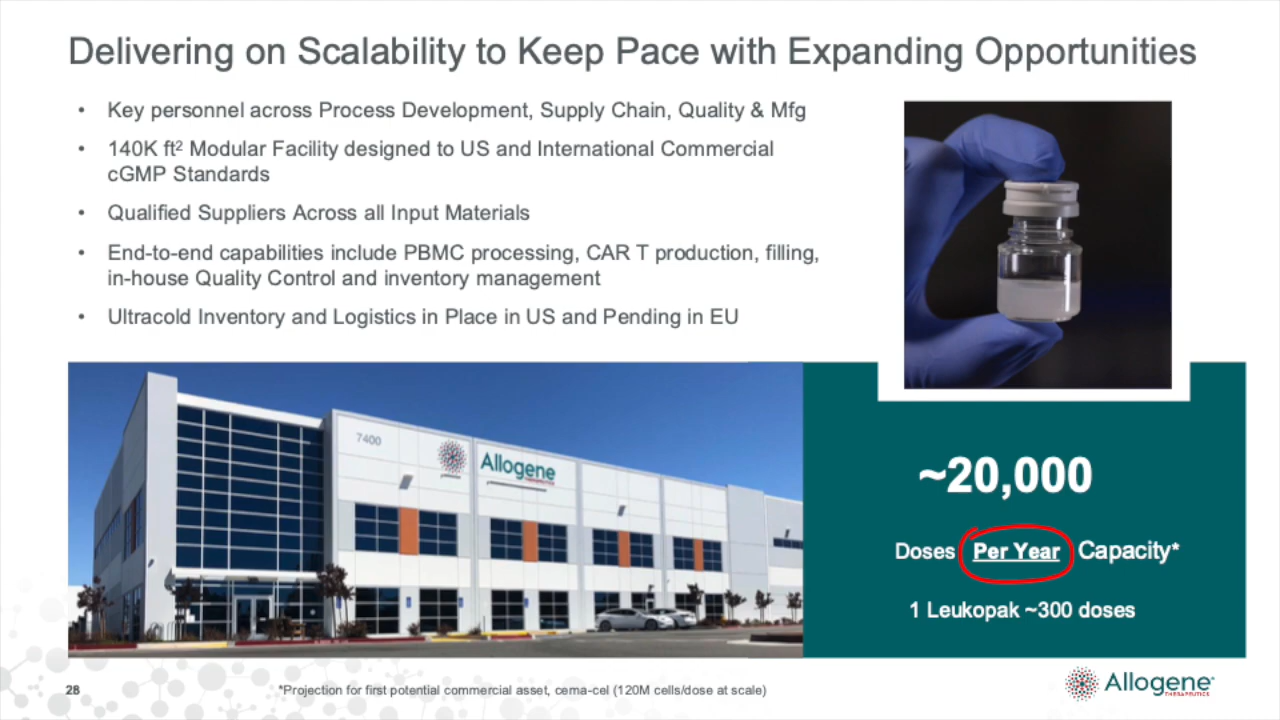 Delivering on Scalability to Keep Pace with Expanding Opportunities
• Key personnel across Process Development, Supply Chain, Quality & Mfg
• 140K ft² Modular Facility designed to US and International Commercial
cGMP Standards
• Qualified Suppliers Across all Input Materials
• End-to-end capabilities include PBMC processing, CAR T production, filling,
in-house Quality Control and inventory management
• Ultracold Inventory and Logistics in Place in US and Pending in EU
7400
Allogene
THERAPEUTICS
~20,000
Doses Per Year Capacity*
1 Leukopak ~300 doses
28
*Projection for first potential commercial asset, cema-cel (120M cells/dose at scale)
Allogene
THERAPEUTICS